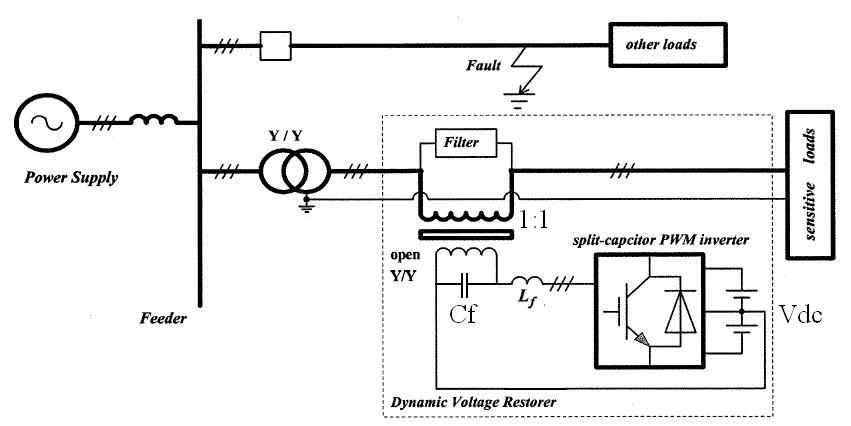 other loads
Fault
Y / Y
Filter
Power Supply
sensitive loads
1:1
split-capcitor PWM inverter
open
Y/Y
Lf
Cf
Vdc
Feeder
Dynamic Voltage Restorer